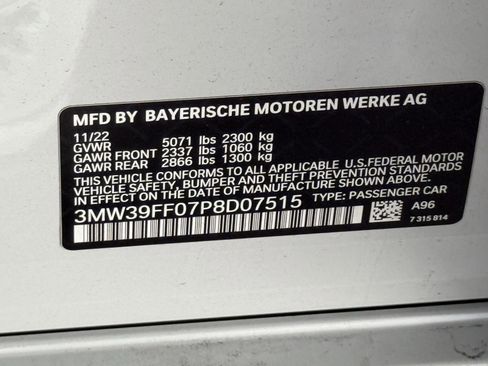 MFD BY BAYERISCHE MOTOREN WERKE AG
11/22
GVWR 5071 lbs 2300 kg
GAWR FRONT 2337 lbs 1060 kg
GAWR REAR 2866 lbs 1300 kg
THIS VEHICLE CONFORMS TO ALL APPLICABLE U.S.FEDERAL MOTOR
VEHICLE SAFETY, BUMPER AND THEFT PREVENTION STANDARDS
IN EFFECT ON THE DATE OF MANUFACTURE SHOWN ABOVE.
3MW39FF07P8D07515 TYPE: PASSENGER CAR
A96
7 315 814